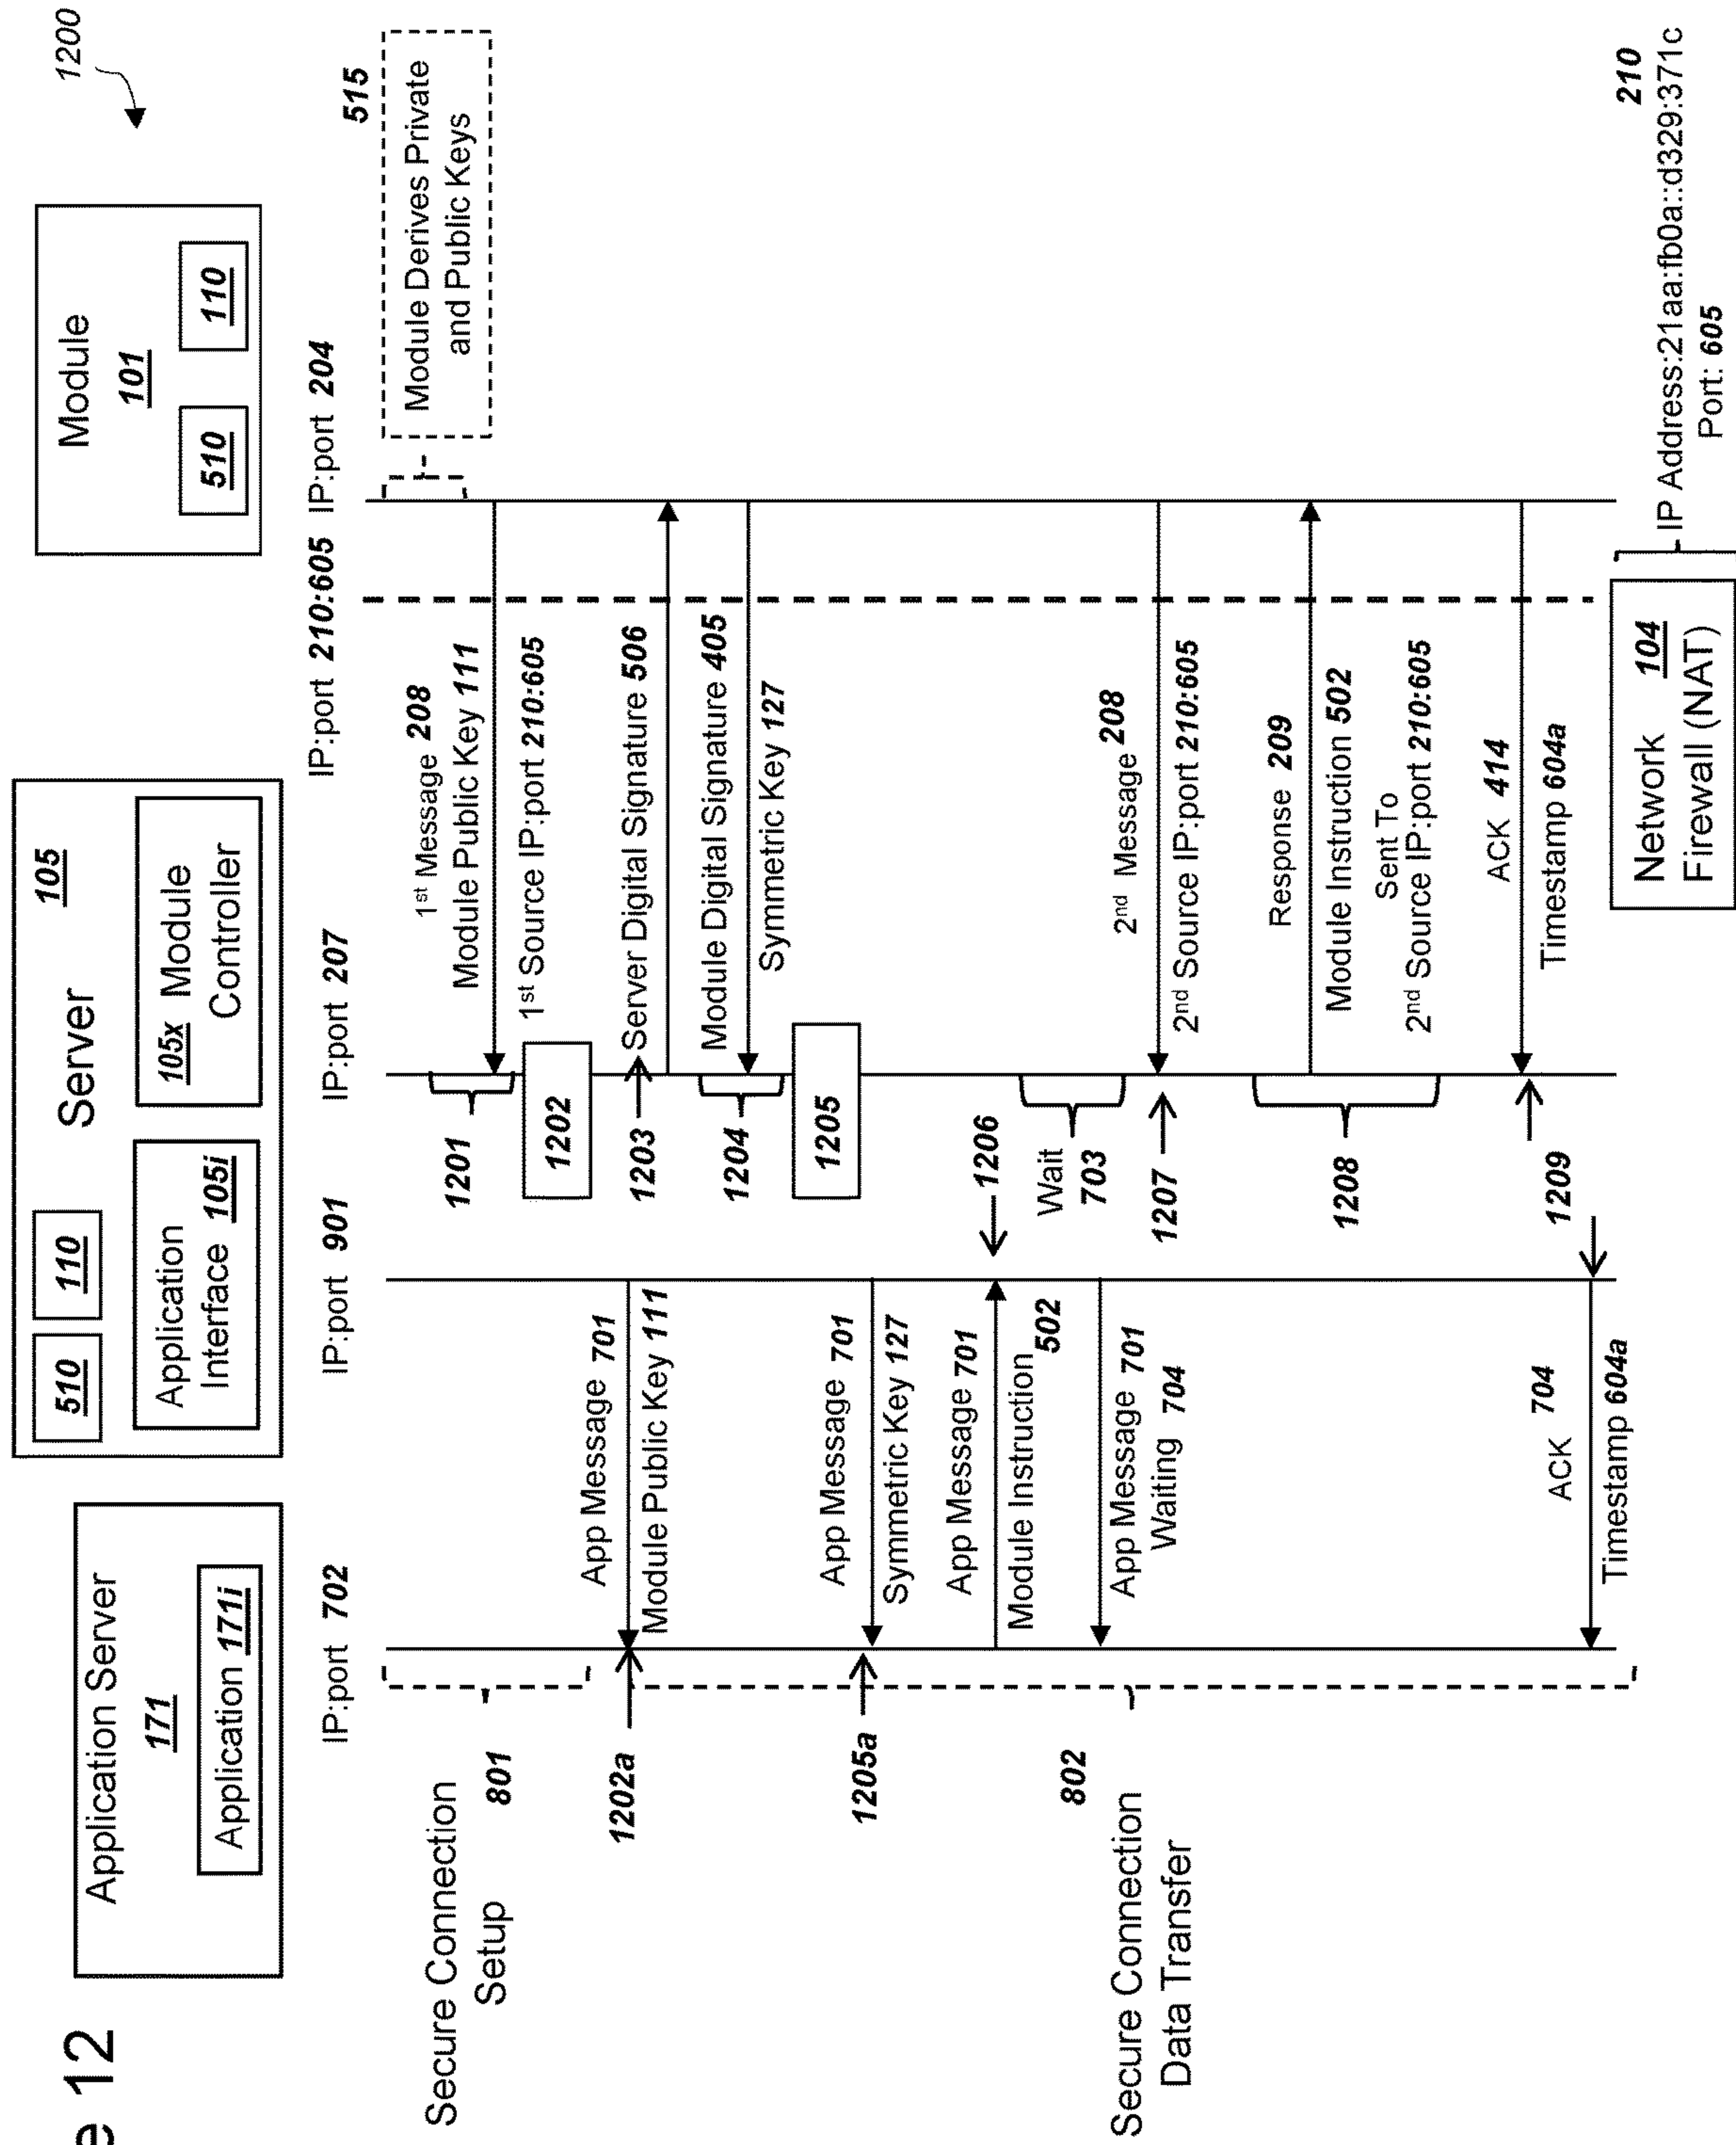 e 12
1200
Application Server
171
Application 171i
510
110
Server
105
Application
Interface 105i
105x Module
Controller
Module
101
510
110
IP:port 702
IP:port 901
IP:port 207
IP:port 210:605
IP:port 204
515
Module Derives Private
and Public Keys
Secure Connection
Setup
801
1201
1st Message 208
Module Public Key 111
1202
1st Source IP:port 210:605
App Message 701
Module Public Key 111
1202a
1203
Server Digital Signature 506
1204
Module Digital Signature 405
Symmetric Key 127
1205
App Message 701
Symmetric Key 127
1205a
App Message 701
Module Instruction
502
1206
Wait
703
App Message 701
Waiting 704
802
Secure Connection
Data Transfer
2nd Message 208
1207
2nd Source IP:port 210:605
Response 209
1208
Module Instruction 502
Sent To
2nd Source IP:port 210:605
ACK 414
1209
Timestamp 604a
704
ACK
Timestamp 604a
Network 104
Firewall (NAT)
210
IP Address:21aa:fb0a::d329:371c
Port: 605